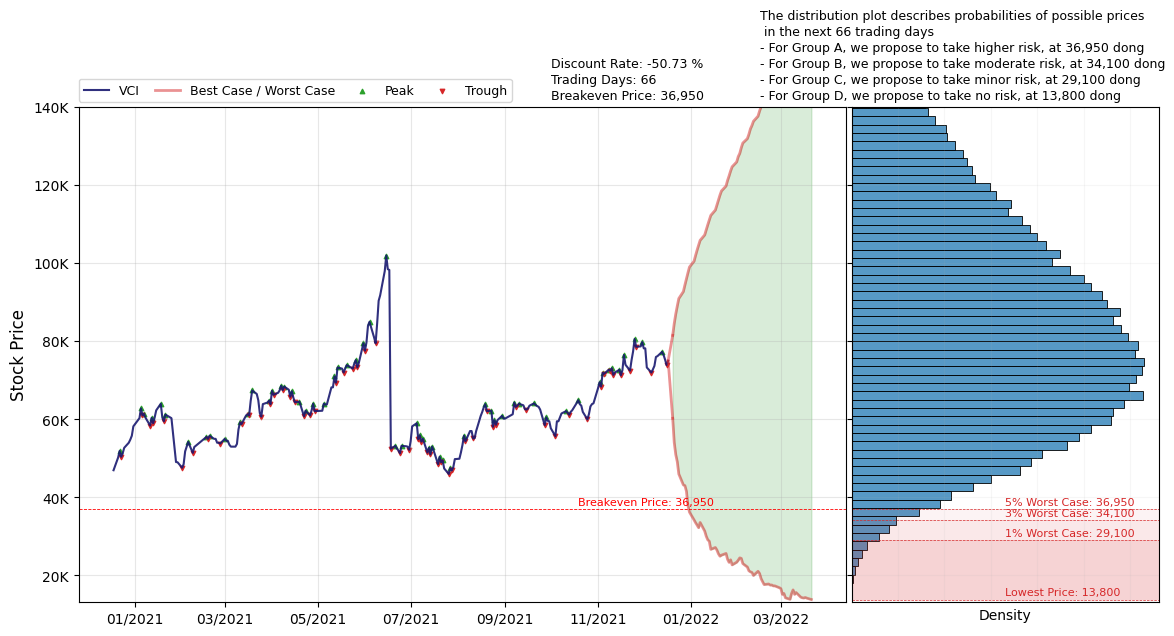 The distribution plot describes probabilities of possible prices
in the next 66 trading days
- For Group A, we propose to take higher risk, at 36,950 dong
- For Group B, we propose to take moderate risk, at 34,100 dong
- For Group C, we propose to take minor risk, at 29,100 dong
- For Group D, we propose to take no risk, at 13,800 dong
Discount Rate: -50.73 %
Trading Days: 66
Breakeven Price: 36,950
VCI
Best Case / Worst Case
Peak
Trough
Stock Price
140K
120K
100K
80K
60K
40K
20K
Breakeven Price: 36,950
01/2021
03/2021
05/2021
07/2021
09/2021
11/2021
01/2022
03/2022
5% Worst Case: 36,950
3% Worst Case: 34,100
1% Worst Case: 29,100
Lowest Price: 13,800
Density